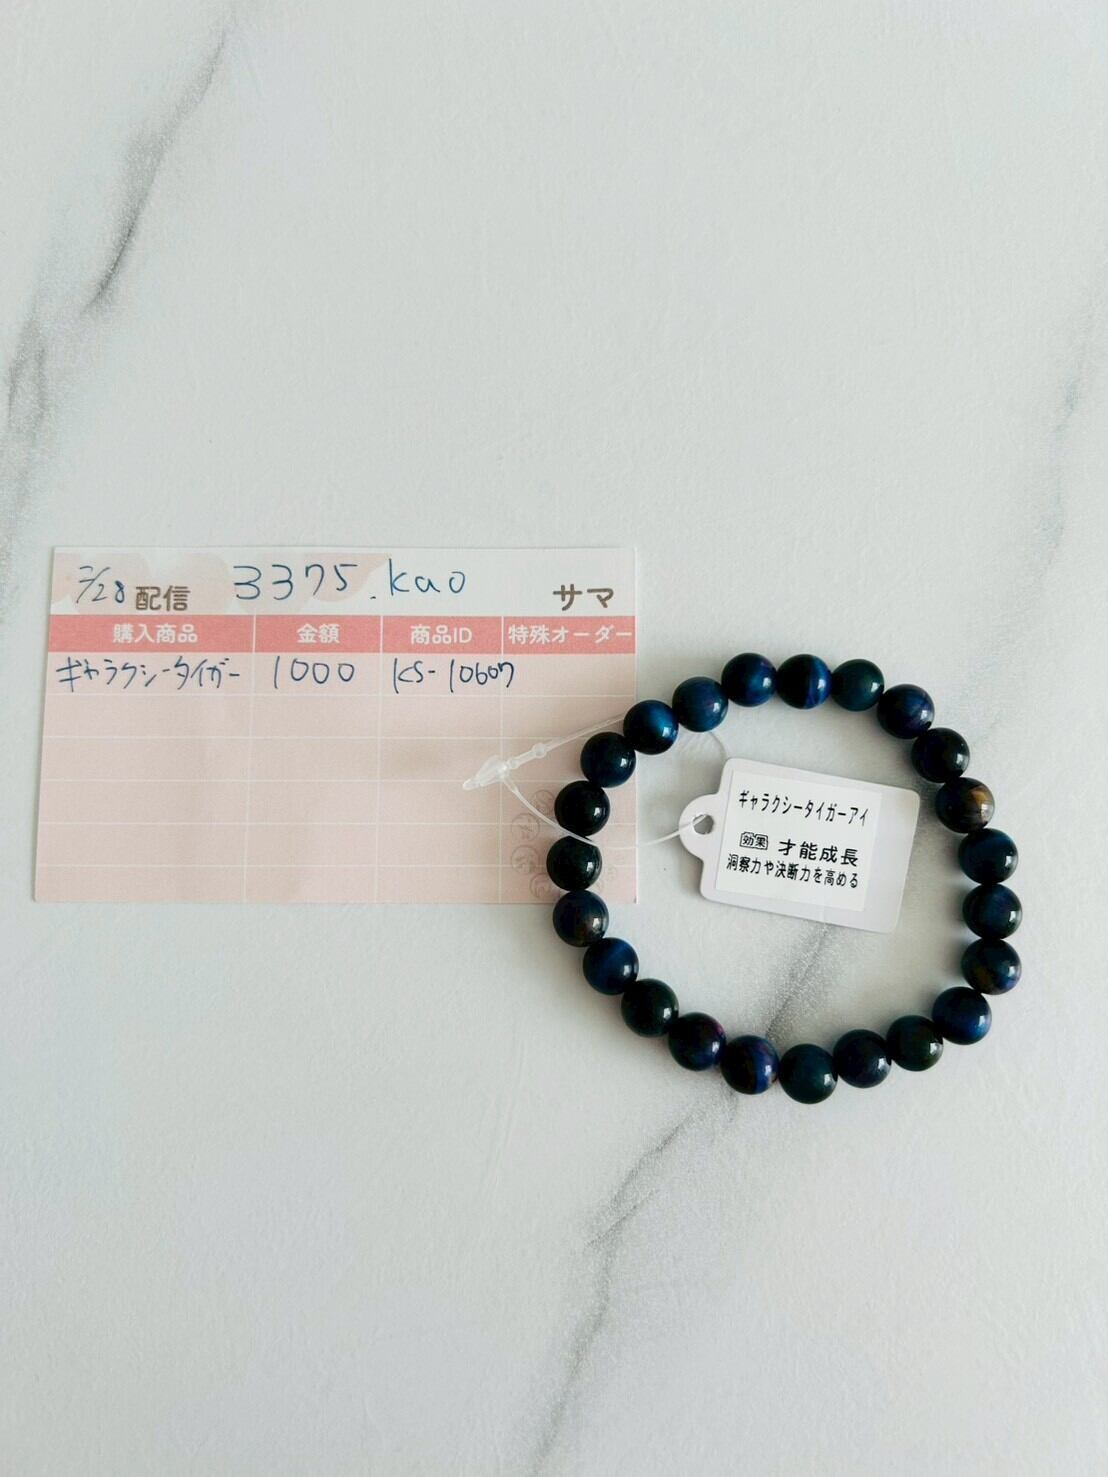 2/28 配信 3375.kao サマ
購入商品 金額 商品ID 特殊オーダー
ギャラクシータイガー 1000 KS-10607
ギャラクシータイガーアイ
効果 才能成長
洞察力や決断力を高める